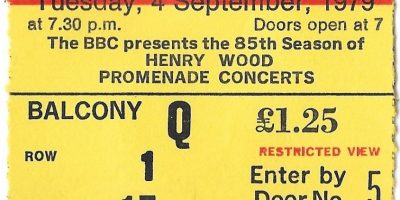 Tuesday, 4 September, 1979
at 7.30 p.m. Doors open at 7
The BBC presents the 85th Season of
HENRY WOOD
PROMENADE CONCERTS
BALCONY Q £1.25
RESTRICTED VIEW
ROW 1 Enter by
Door No. 5